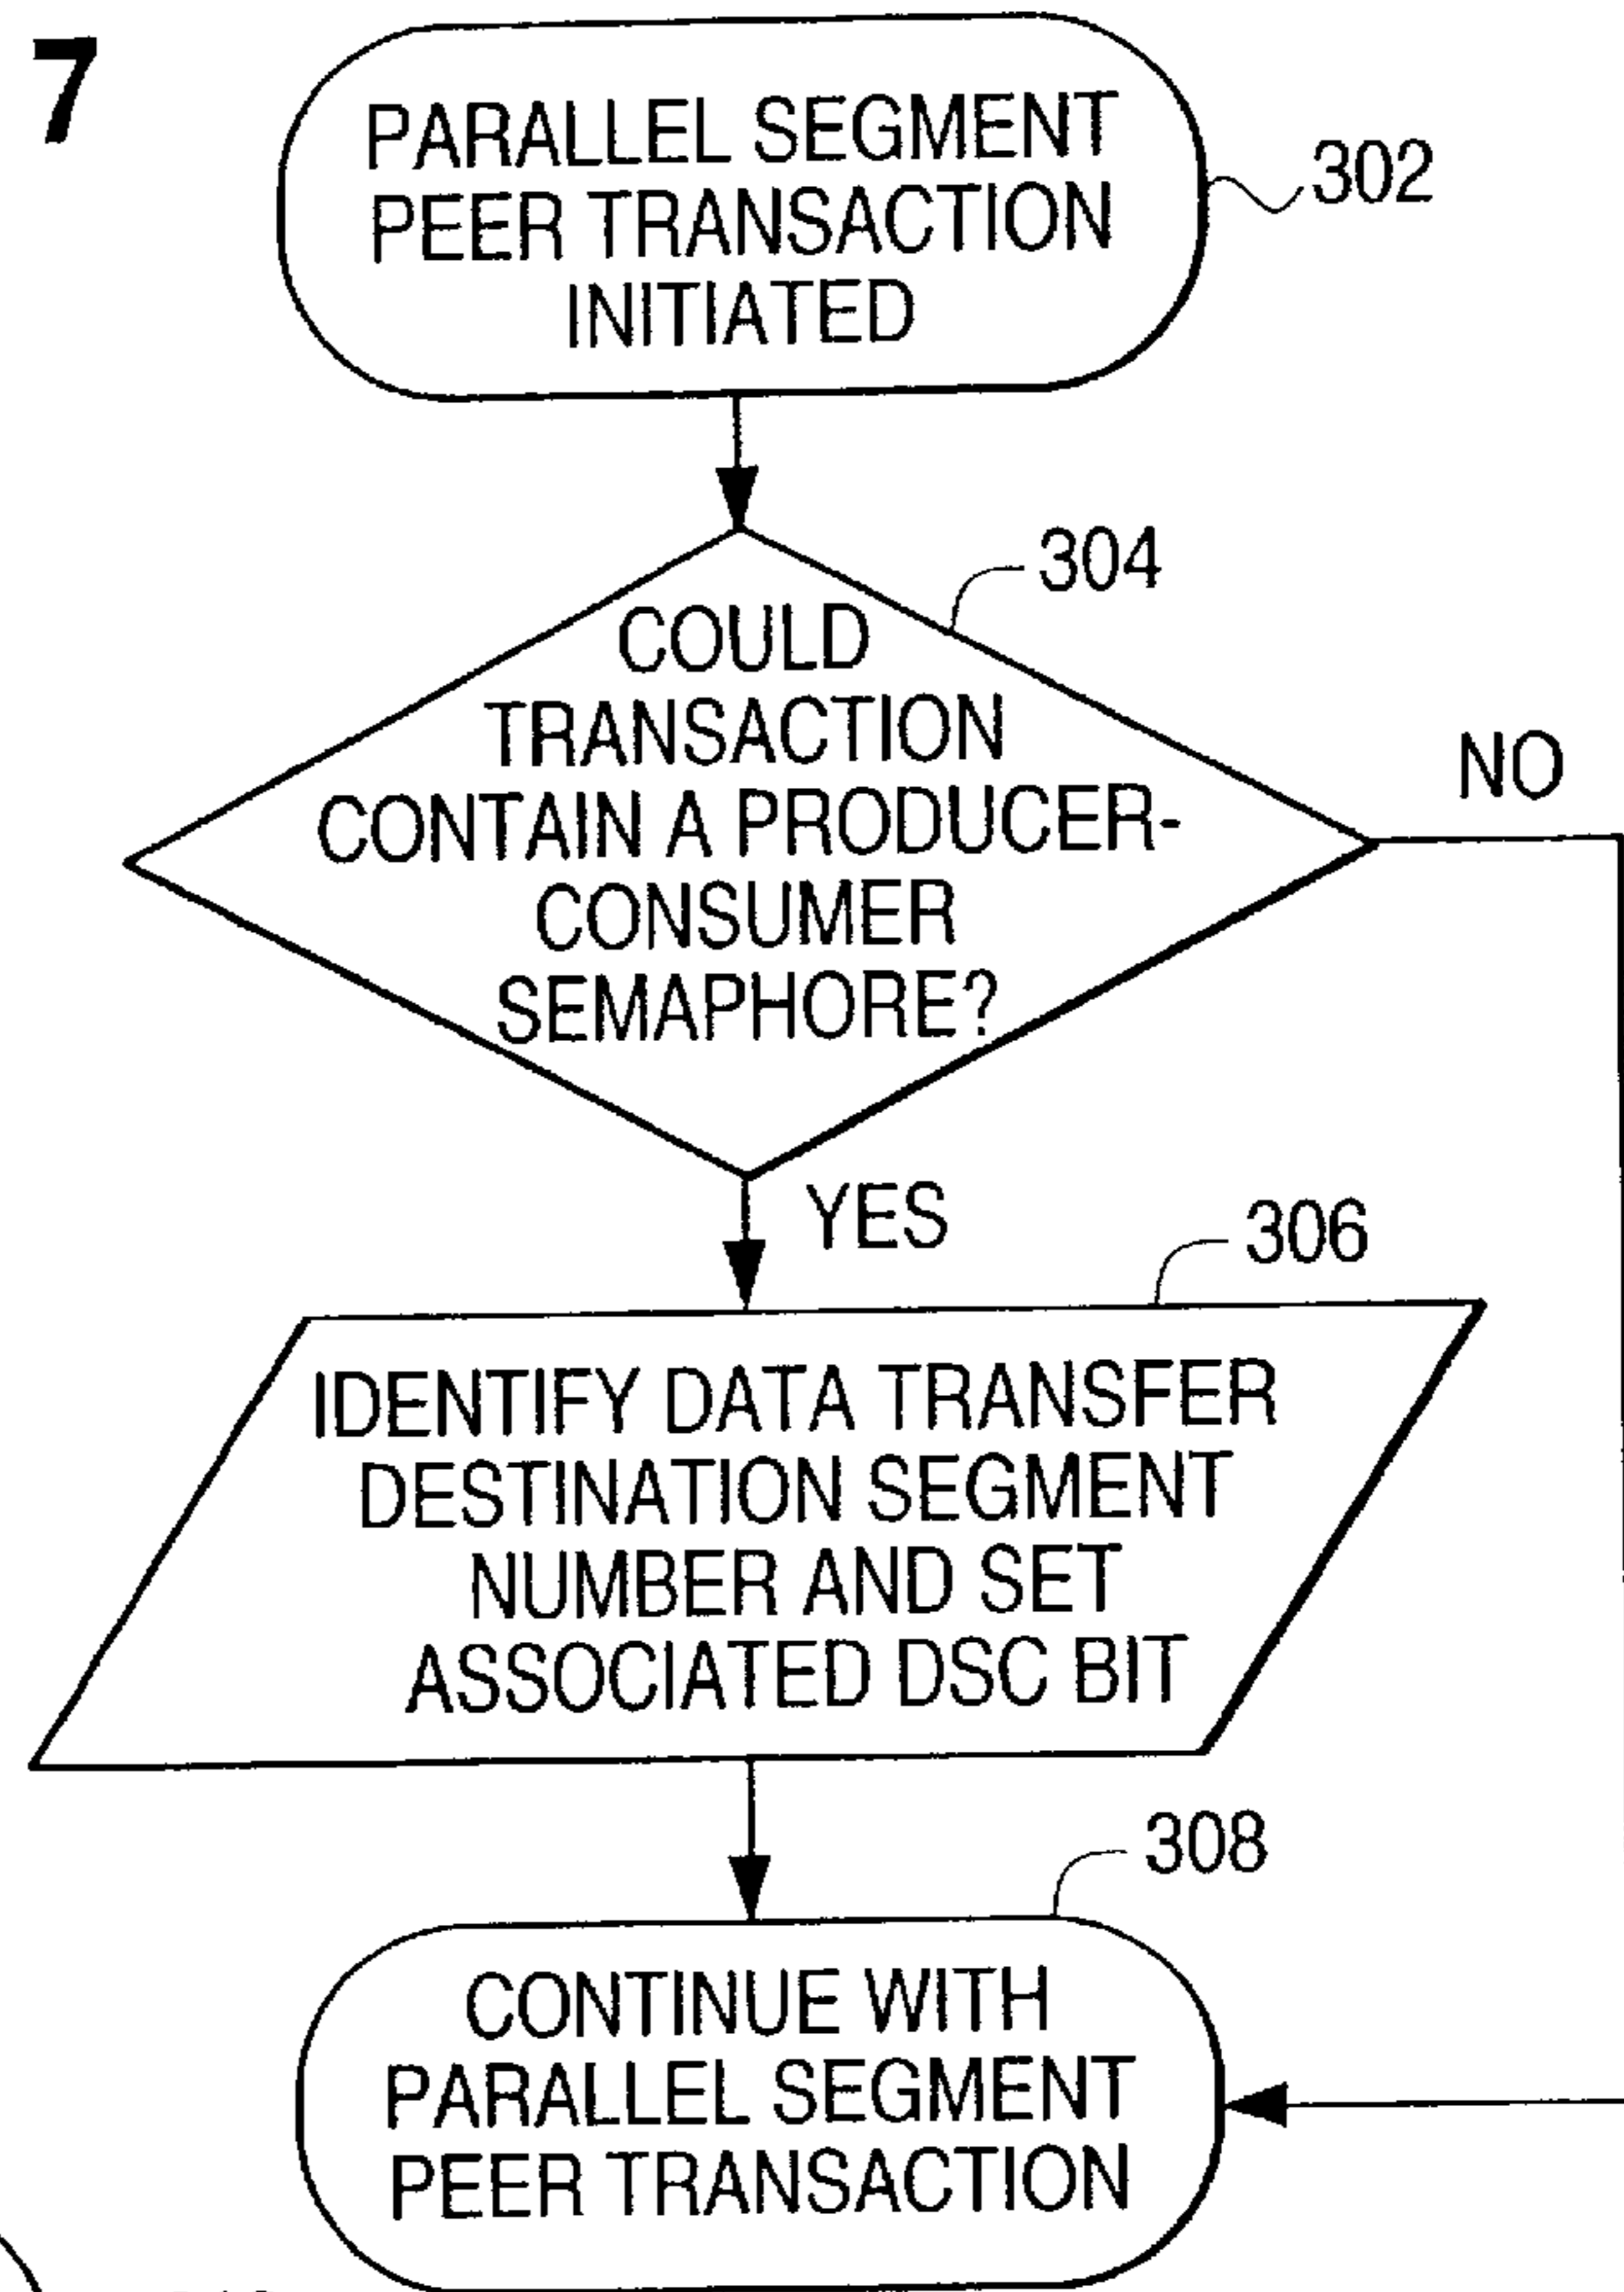 7
PARALLEL SEGMENT
PEER TRANSACTION
INITIATED
302
304
COULD
TRANSACTION
CONTAIN A PRODUCER-
CONSUMER
SEMAPHORE?
NO
YES
306
IDENTIFY DATA TRANSFER
DESTINATION SEGMENT
NUMBER AND SET
ASSOCIATED DSC BIT
308
CONTINUE WITH
PARALLEL SEGMENT
PEER TRANSACTION